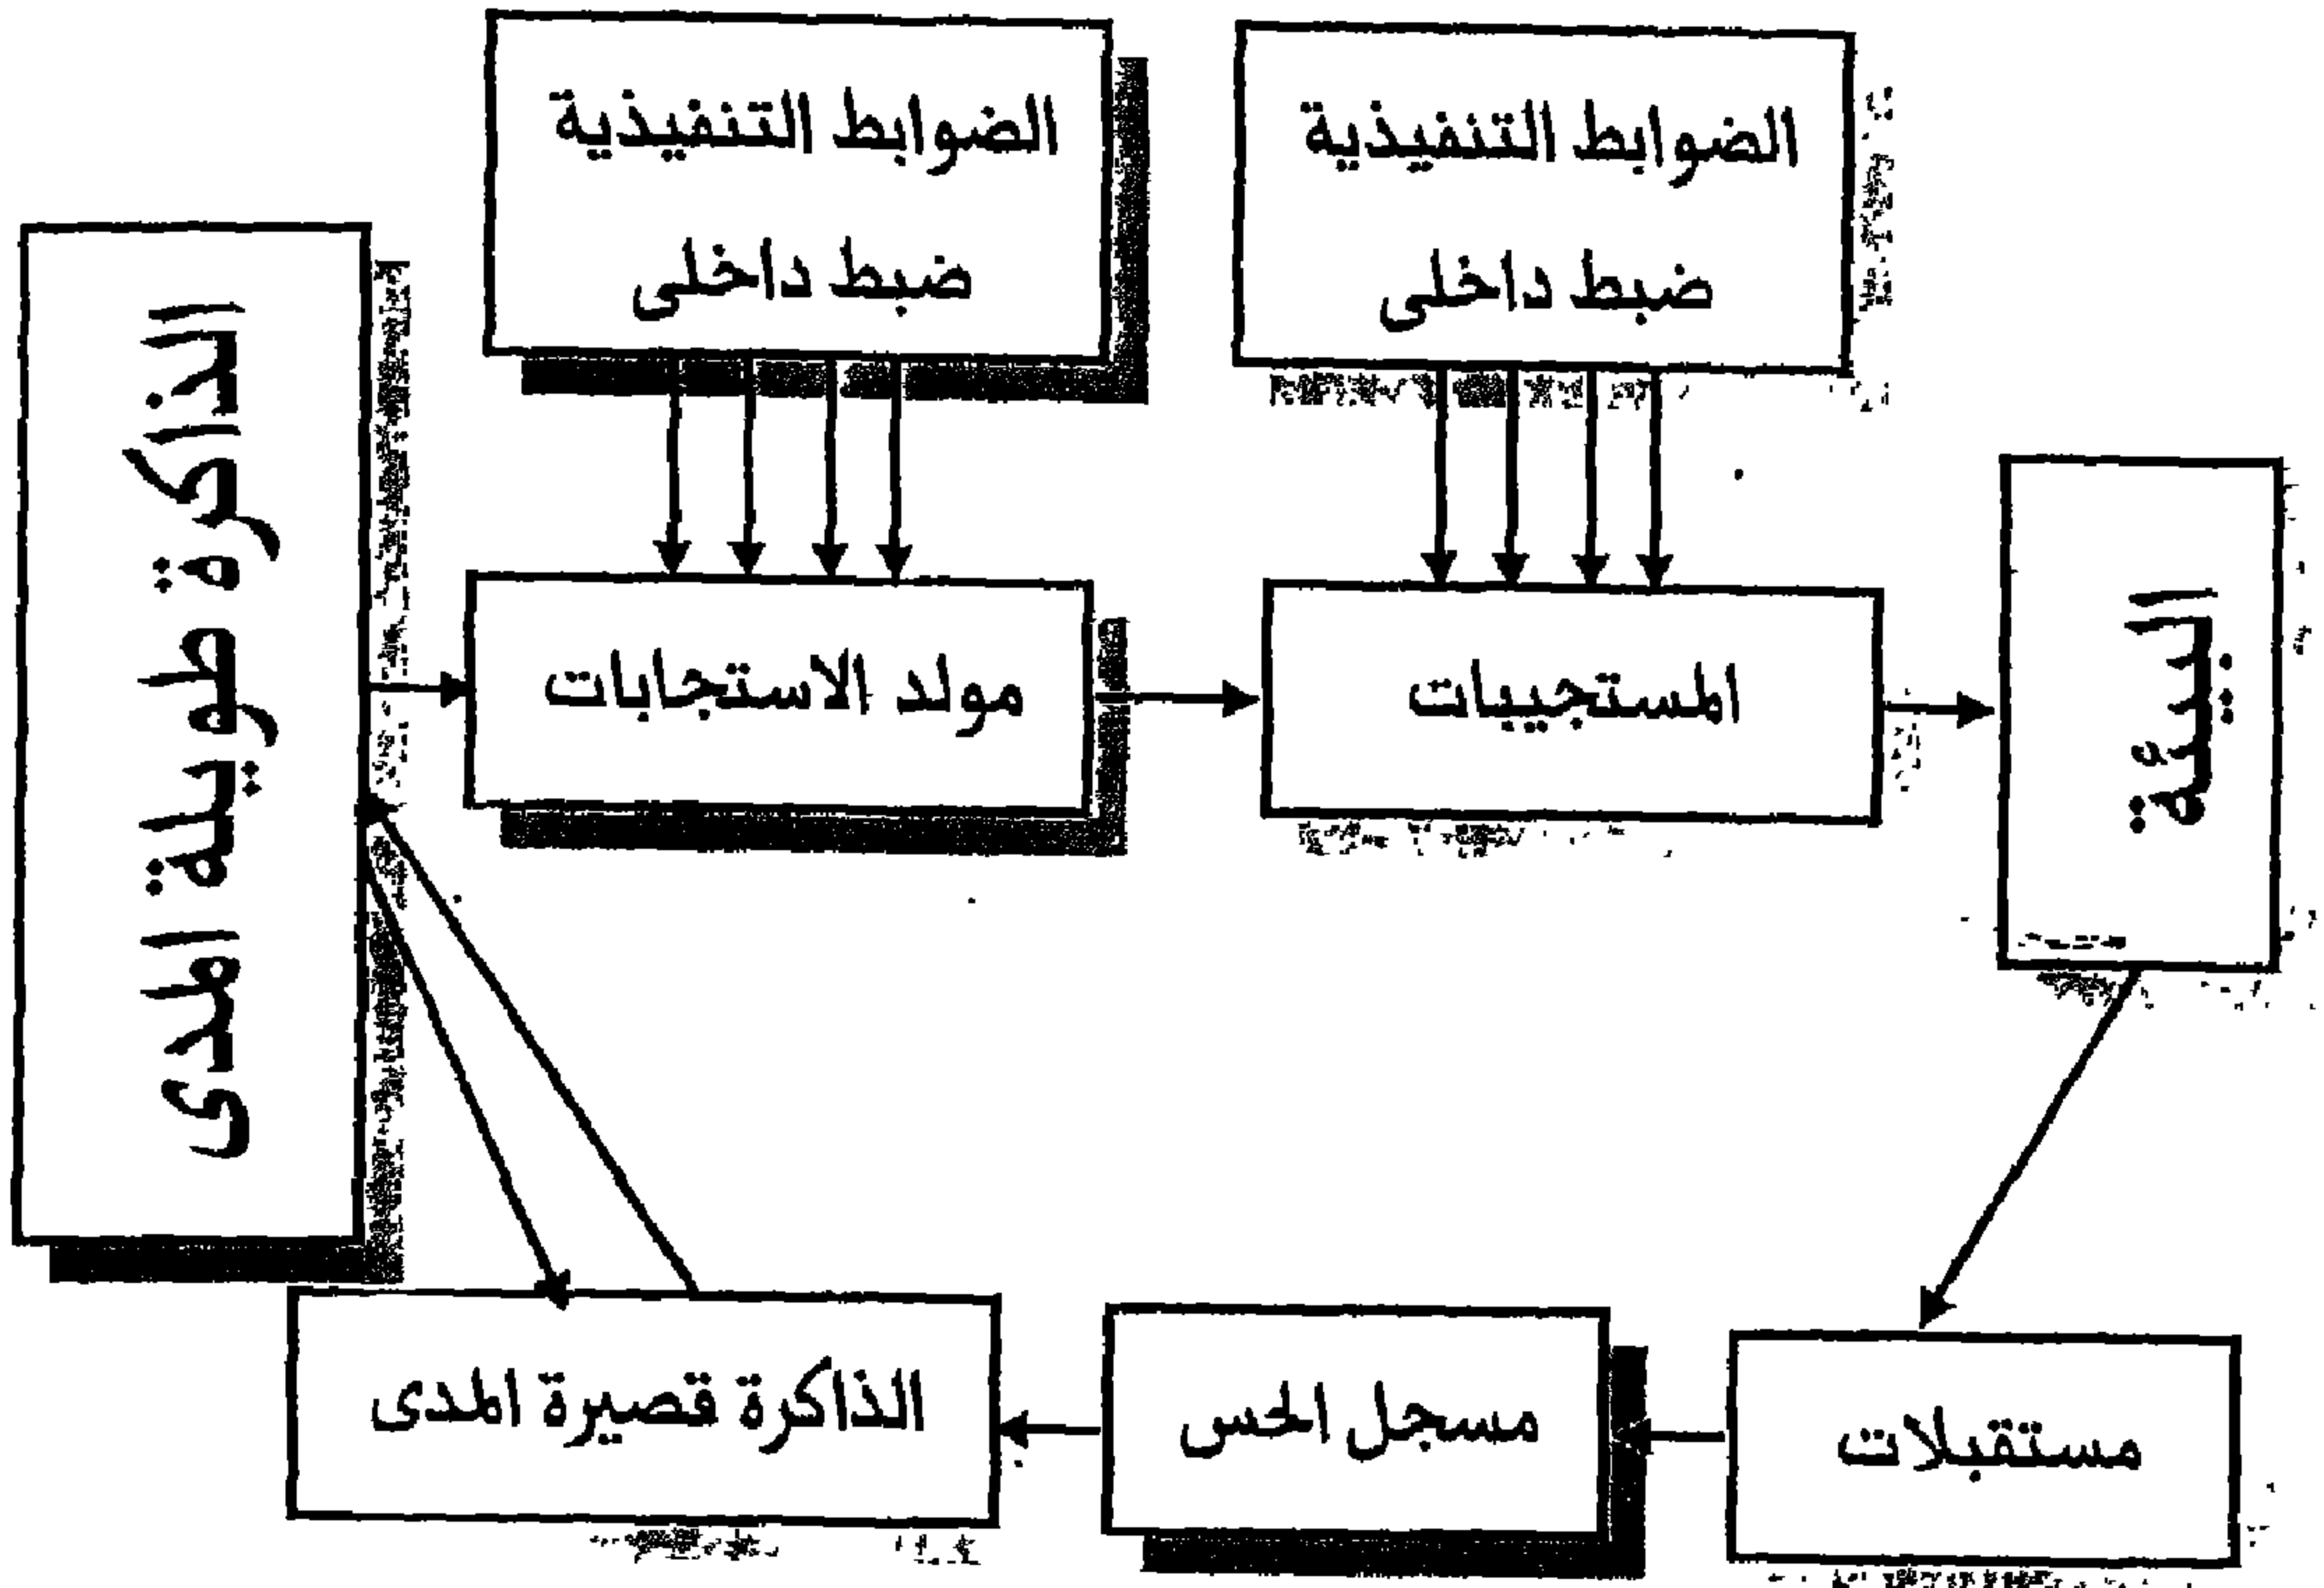 الضوابط التنفيذية
ضبط داخلى
الضوابط التنفيذية
ضبط داخلى
البيئة
المستجيبات
مولد الاستجابات
الذاكرة طويلة المدى
مستقبلات
مسجل الحس
الذاكرة قصيرة المدى